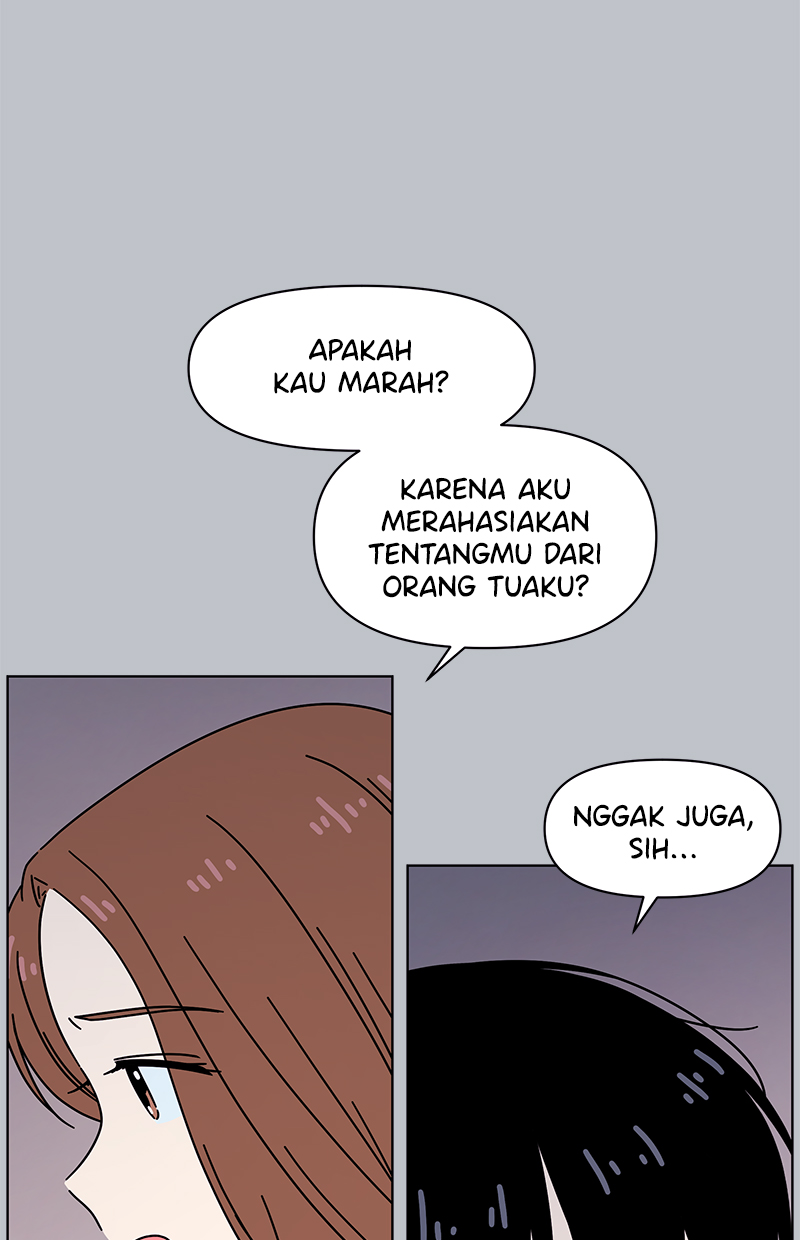 APAKAH
KAU MARAH?
KARENA AKU
MERAHASIAKAN
TENTANGMU DARI
ORANG TUAKU?
NGGAK JUGA,
SIH...